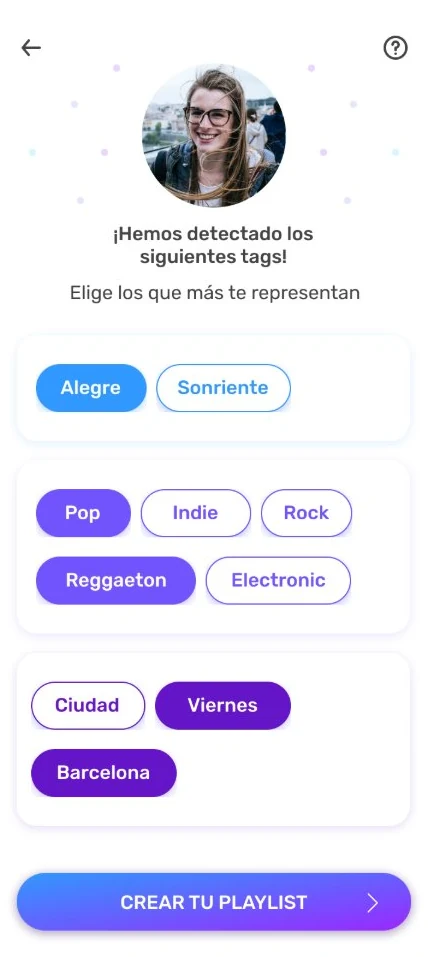 ¡Hemos detectado los
siguientes tags!
Elige los que más te representan
Alegre Sonriente
Pop Indie Rock
Reggaeton Electronic
Ciudad Viernes
Barcelona
CREAR TU PLAYLIST